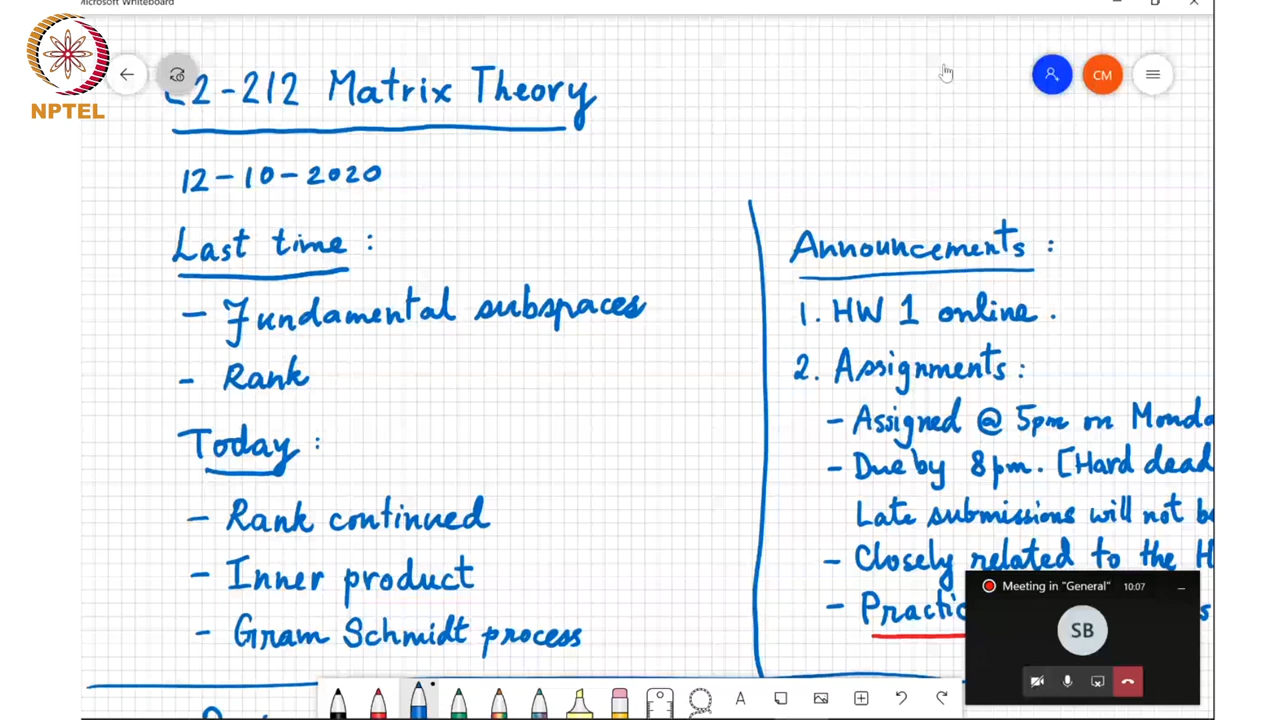 Microsoft Whiteboard
NPTEL
E2-212 Matrix Theory
12-10-2020
Last time :
- Fundamental subspaces
- Rank
Today :
- Rank continued
- Inner product
- Gram Schmidt process
Announcements :
1. HW 1 online.
2. Assignments :
- Assigned @ 5pm on Monda
- Due by 8pm. [Hard dead
Late submissions will not be
- Closely related to the H
- Practic
CM
Meeting in "General" 10:07
SB
A